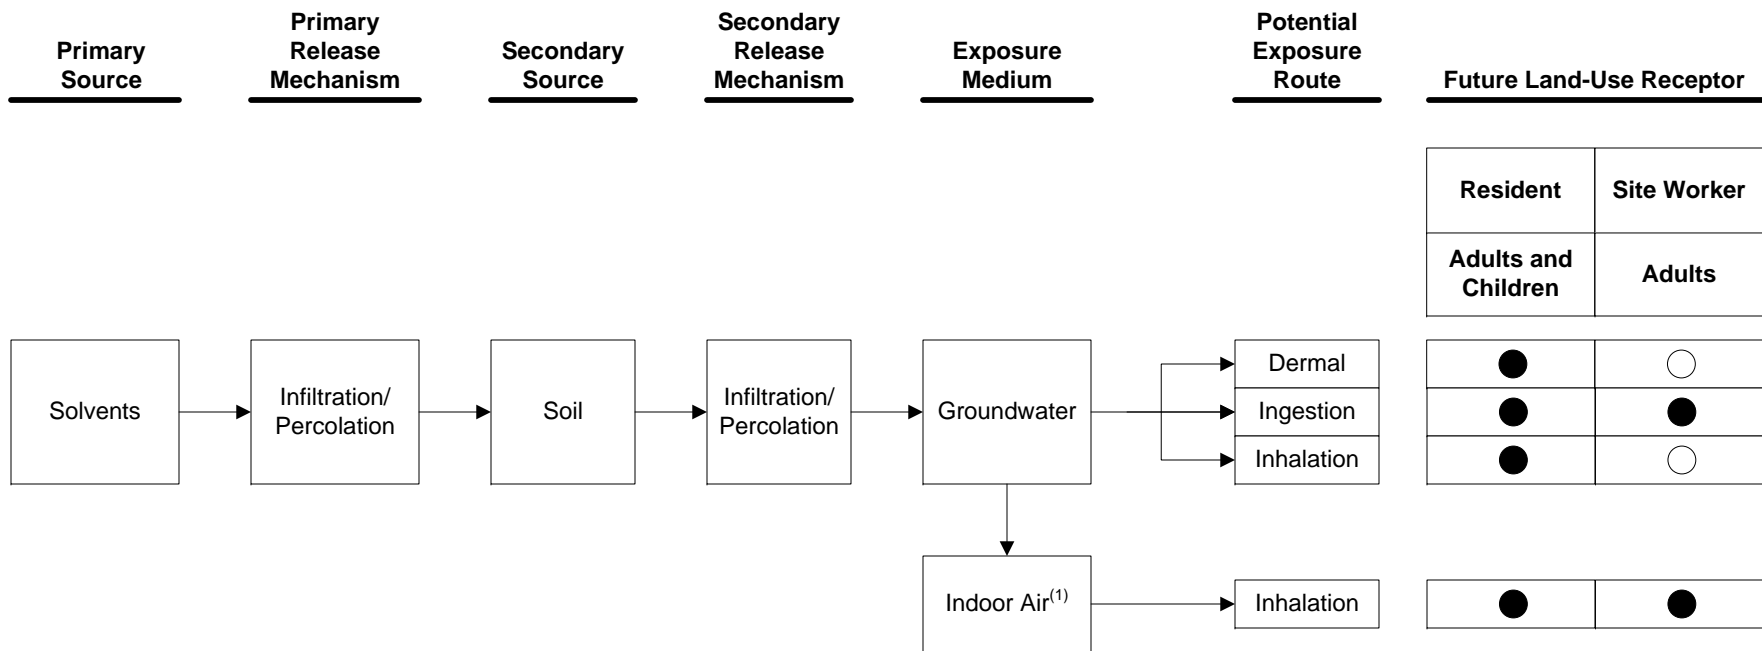 Primary
Source
Primary
Release
Mechanism
Secondary
Source
Secondary
Release
Mechanism
Exposure
Medium
Potential
Exposure
Route
Future Land-Use Receptor
Resident
Site Worker
Adults and
Children
Adults
Solvents
Infiltration/
Percolation
Soil
Infiltration/
Percolation
Groundwater
Dermal
Ingestion
Inhalation
Indoor Air(1)
Inhalation